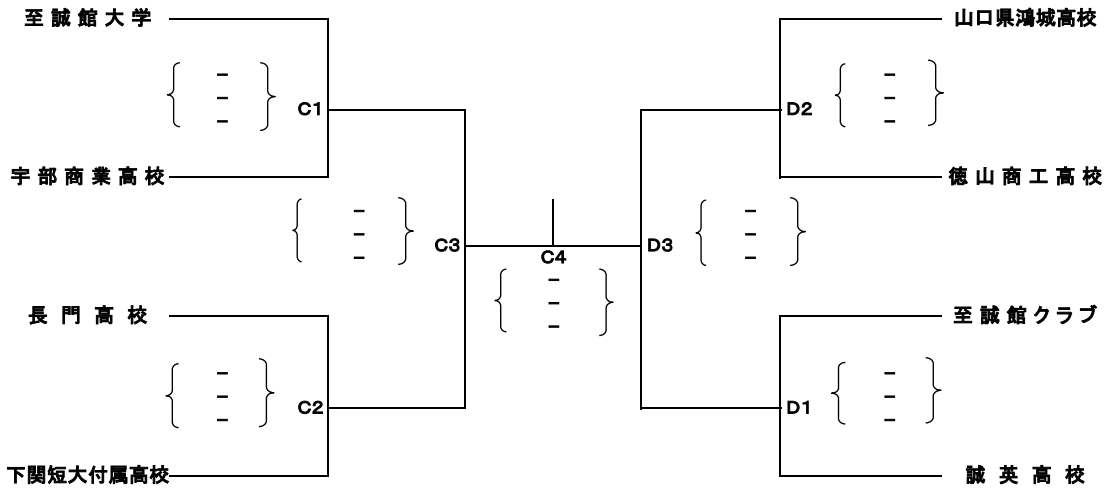 至誠館大学
山口県鴻城高校
{ － }
{ － }
－ －
C1 D2
－ －
宇部商業高校
徳山商工高校
{ － }
{ － }
－ －
C3 D3
C4
－ －
{ － }
－
－
長門高校
至誠館クラブ
{ － }
{ － }
－ －
C2 D1
－ －
下関短大付属高校
誠英高校